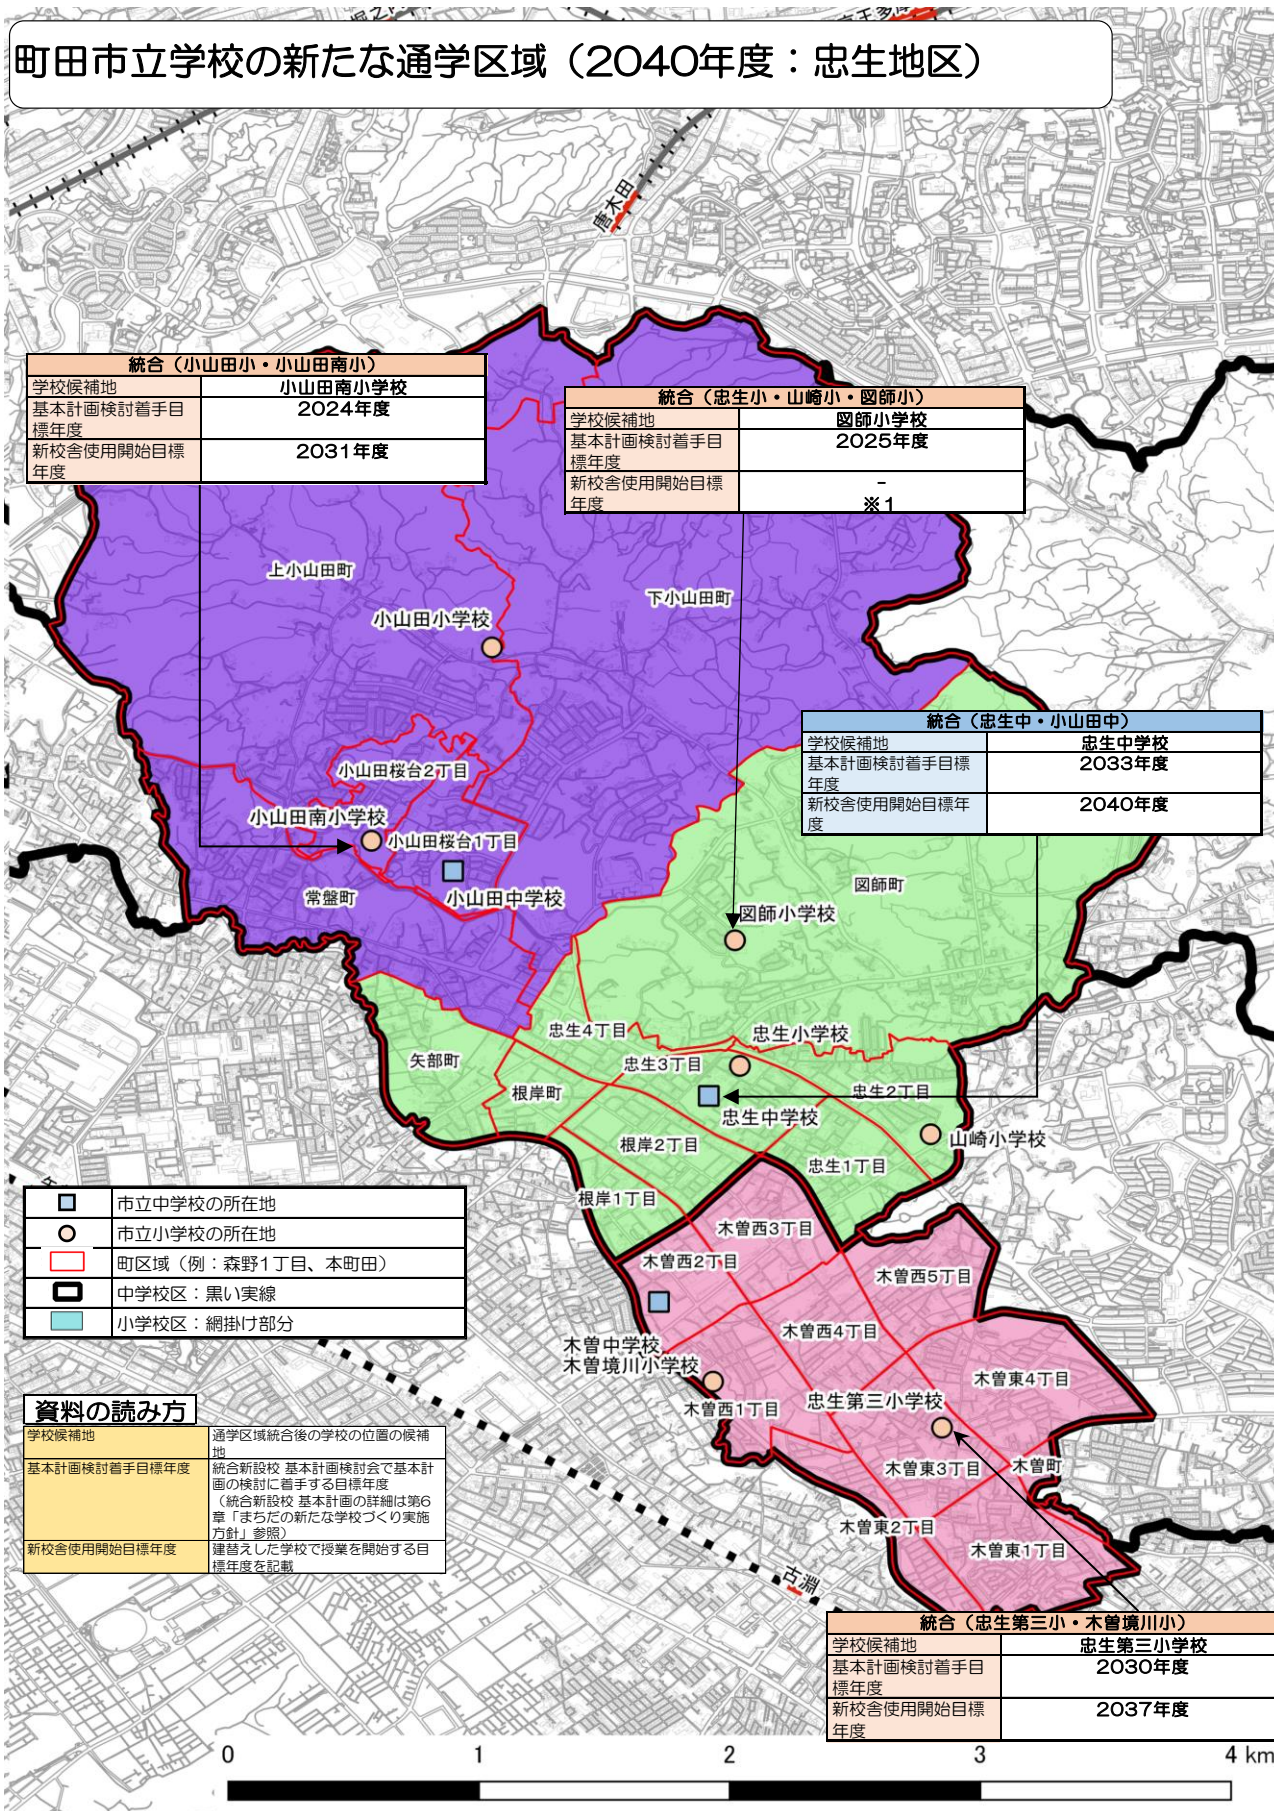 町田市立学校の新たな通学区域（2040年度：忠生地区）
唐木田
統合（小山田小・小山田南小）
学校候補地 小山田南小学校
基本計画検討着手目 2024年度
標年度
新校舎使用開始目標 2031年度
年度
統合（忠生小・山崎小・図師小）
学校候補地 図師小学校
基本計画検討着手目 2025年度
標年度
新校舎使用開始目標 －
年度 ※1
上小山田町
下小山田町
小山田小学校
統合（忠生中・小山田中）
学校候補地 忠生中学校
基本計画検討着手目標 2033年度
年度
新校舎使用開始目標年 2040年度
度
小山田桜台2丁目
小山田南小学校
小山田桜台1丁目
常盤町
小山田中学校
図師町
図師小学校
忠生4丁目
忠生小学校
矢部町
忠生3丁目
根岸町
忠生2丁目
忠生中学校
山崎小学校
根岸2丁目
忠生1丁目
根岸1丁目
木曽西3丁目
木曽西2丁目
木曽西5丁目
市立中学校の所在地
市立小学校の所在地
町区域（例：森野1丁目、本町田）
中学校区：黒い実線
小学校区：網掛け部分
木曽西4丁目
木曽中学校
木曽境川小学校
木曽東4丁目
木曽西1丁目
忠生第三小学校
木曽東3丁目
木曽町
木曽東2丁目
木曽東1丁目
資料の読み方
学校候補地 通学区域統合後の学校の位置の候補
地
基本計画検討着手目標年度 統合新設校 基本計画検討会で基本計
画の検討に着手する目標年度
（統合新設校 基本計画の詳細は第6
章「まちだの新たな学校づくり実施
方針」参照）
新校舎使用開始目標年度 建替えした学校で授業を開始する目
標年度を記載
古淵
統合（忠生第三小・木曽境川小）
学校候補地 忠生第三小学校
基本計画検討着手目 2030年度
標年度
新校舎使用開始目標 2037年度
年度
0 1 2 3 4 km